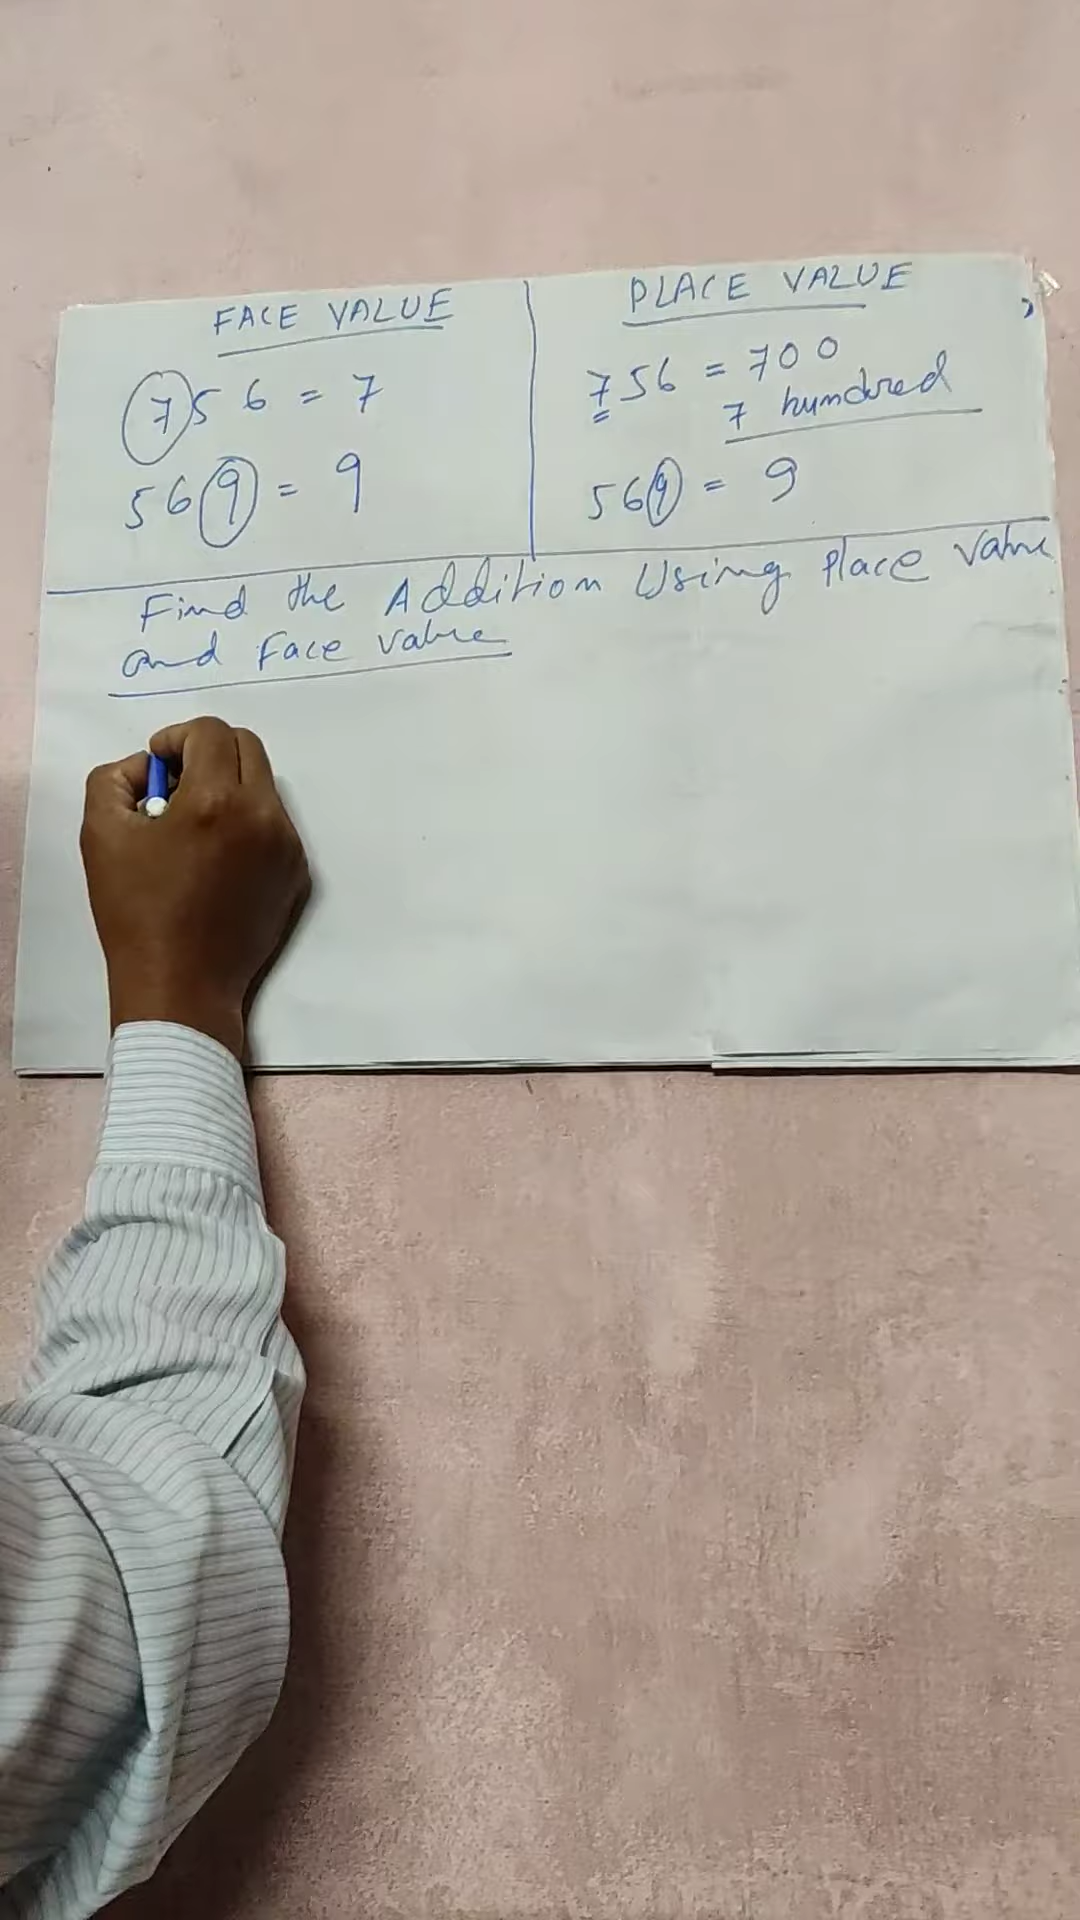 FACE VALUE
756 = 7
569 = 9
PLACE VALUE
756 = 700
7 hundred
569 = 9
Find the Addition Using Place Value
and Face Value